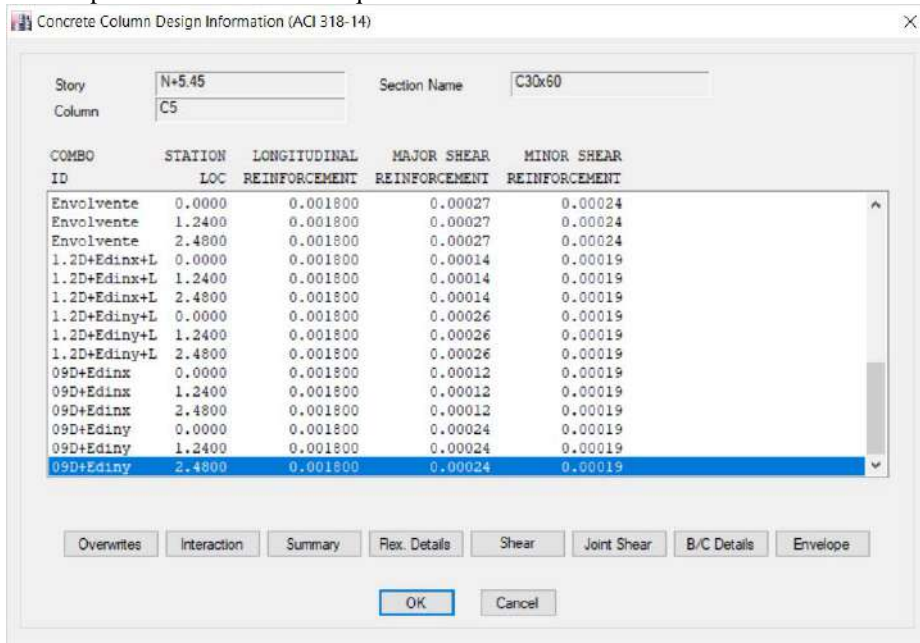 Concrete Column Design Information (ACI 318-14)
Story N+5.45 Section Name C30x60
Column C5
COMBO STATION LONGITUDINAL MAJOR SHEAR MINOR SHEAR
ID LOC REINFORCEMENT REINFORCEMENT REINFORCEMENT
Envolvente 0.0000 0.001800 0.00027 0.00024
Envolvente 1.2400 0.001800 0.00027 0.00024
Envolvente 2.4800 0.001800 0.00027 0.00024
1.2D+Edinx+L 0.0000 0.001800 0.00014 0.00019
1.2D+Edinx+L 1.2400 0.001800 0.00014 0.00019
1.2D+Edinx+L 2.4800 0.001800 0.00014 0.00019
1.2D+Ediny+L 0.0000 0.001800 0.00026 0.00019
1.2D+Ediny+L 1.2400 0.001800 0.00026 0.00019
1.2D+Ediny+L 2.4800 0.001800 0.00026 0.00019
09D+Edinx 0.0000 0.001800 0.00012 0.00019
09D+Edinx 1.2400 0.001800 0.00012 0.00019
09D+Edinx 2.4800 0.001800 0.00012 0.00019
09D+Ediny 0.0000 0.001800 0.00024 0.00019
09D+Ediny 1.2400 0.001800 0.00024 0.00019
09D+Ediny 2.4800 0.001800 0.00024 0.00019
Overwrites Interaction Summary Flex. Details Shear Joint Shear B/C Details Envelope
OK Cancel